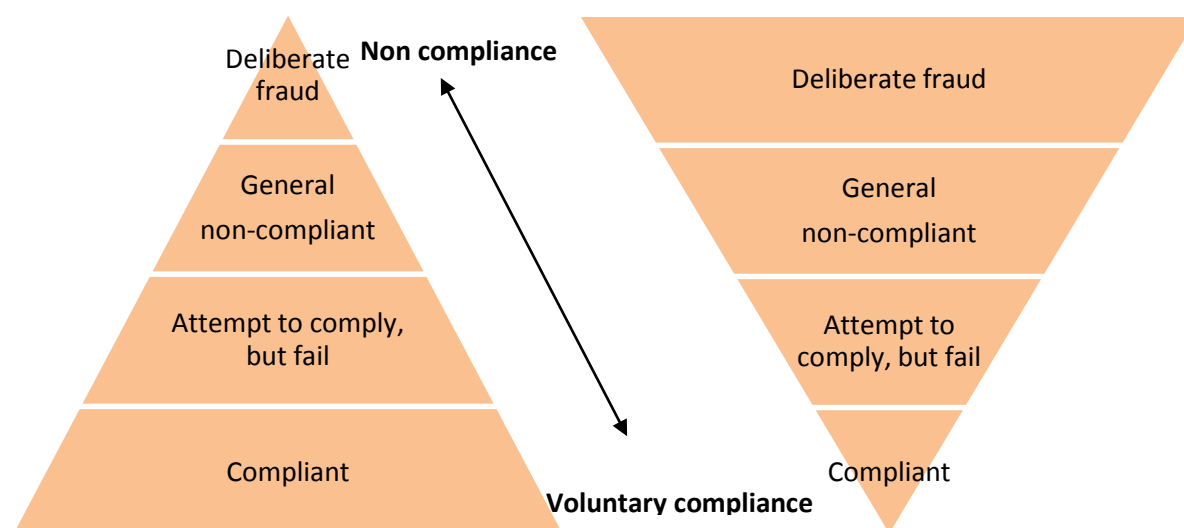 Deliberate
fraud
Non compliance
General
non-compliant
Attempt to comply,
but fail
Compliant
Voluntary compliance
Deliberate fraud
General
non-compliant
Attempt to
comply, but fail
Compliant